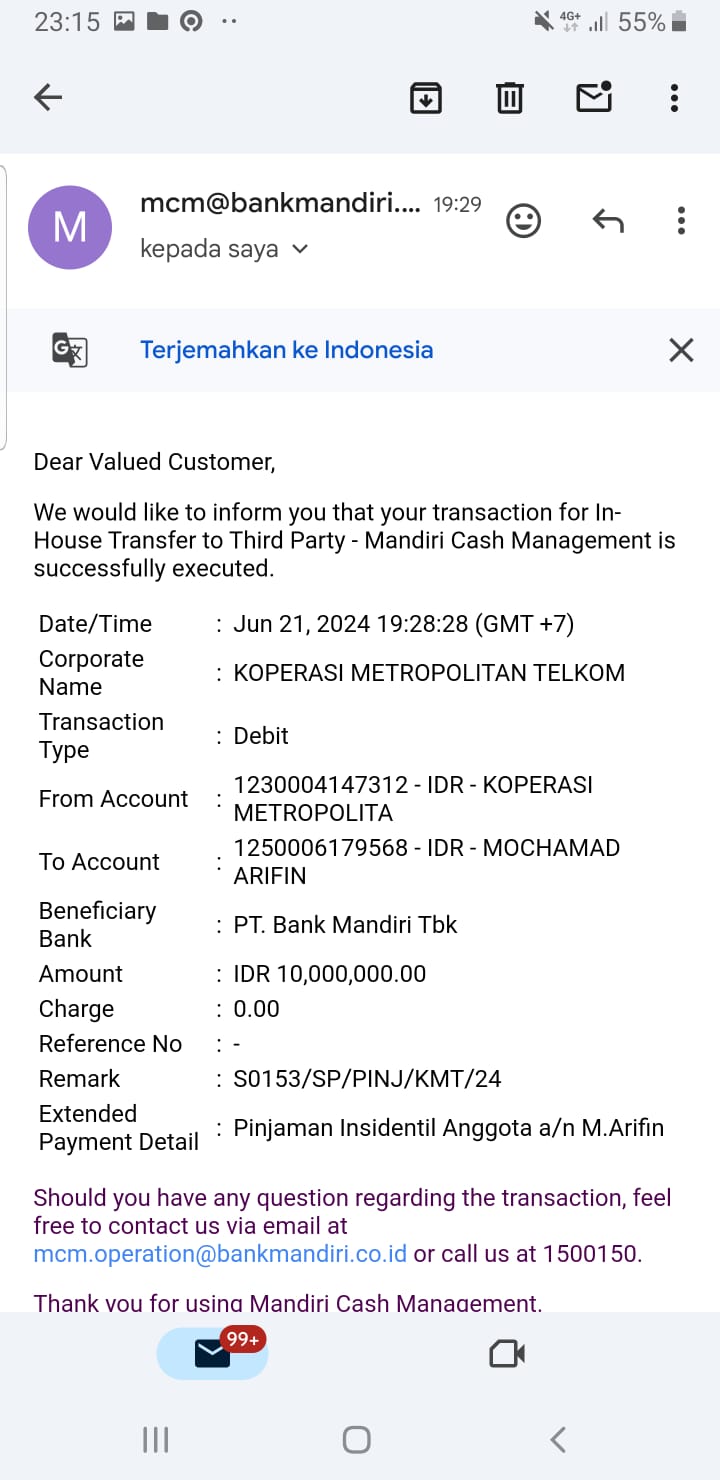 23:15
4G+
55%
M
mcm@bankmandiri.... 19:29
kepada saya
G
Terjemahkan ke Indonesia
Dear Valued Customer,
We would like to inform you that your transaction for In-
House Transfer to Third Party - Mandiri Cash Management is
successfully executed.
Date/Time : Jun 21, 2024 19:28:28 (GMT +7)
Corporate
Name : KOPERASI METROPOLITAN TELKOM
Transaction
Type : Debit
From Account : 1230004147312 - IDR - KOPERASI
METROPOLITA
To Account : 1250006179568 - IDR - MOCHAMAD
ARIFIN
Beneficiary
Bank : PT. Bank Mandiri Tbk
Amount : IDR 10,000,000.00
Charge : 0.00
Reference No : -
Remark : S0153/SP/PINJ/KMT/24
Extended
Payment Detail : Pinjaman Insidentil Anggota a/n M.Arifin
Should you have any question regarding the transaction, feel
free to contact us via email at
mcm.operation@bankmandiri.co.id or call us at 1500150.
Thank you for using Mandiri Cash Management.
99+